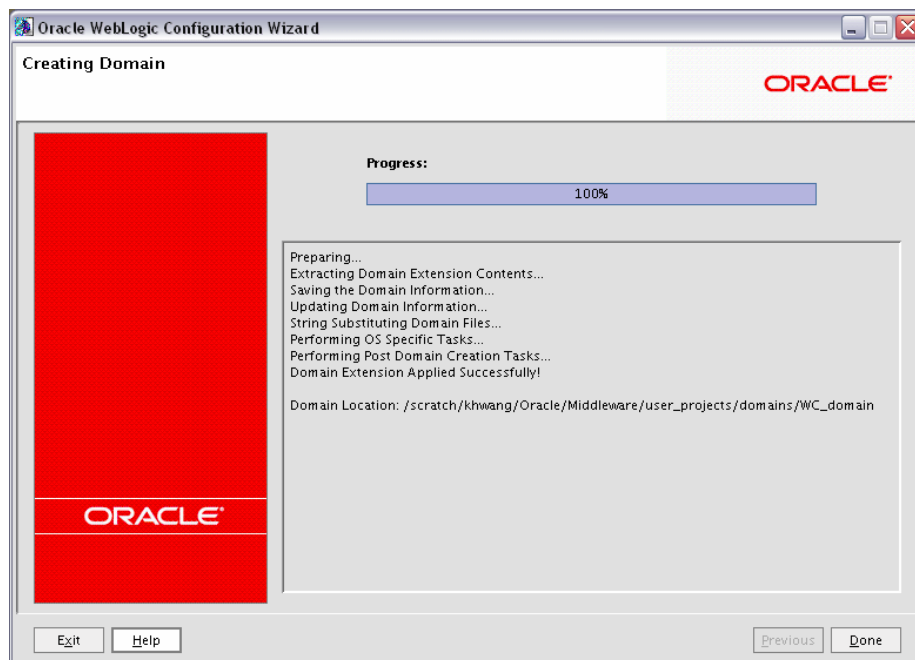 Oracle WebLogic Configuration Wizard
Creating Domain
ORACLE
Progress:
100%
Preparing...
Extracting Domain Extension Contents...
Saving the Domain Information...
Updating Domain Information...
String Substituting Domain Files...
Performing OS Specific Tasks...
Performing Post Domain Creation Tasks...
Domain Extension Applied Successfully!
Domain Location: /scratch/khwang/Oracle/Middleware/user_projects/domains/WC_domain
ORACLE
Exit Help Previous Done